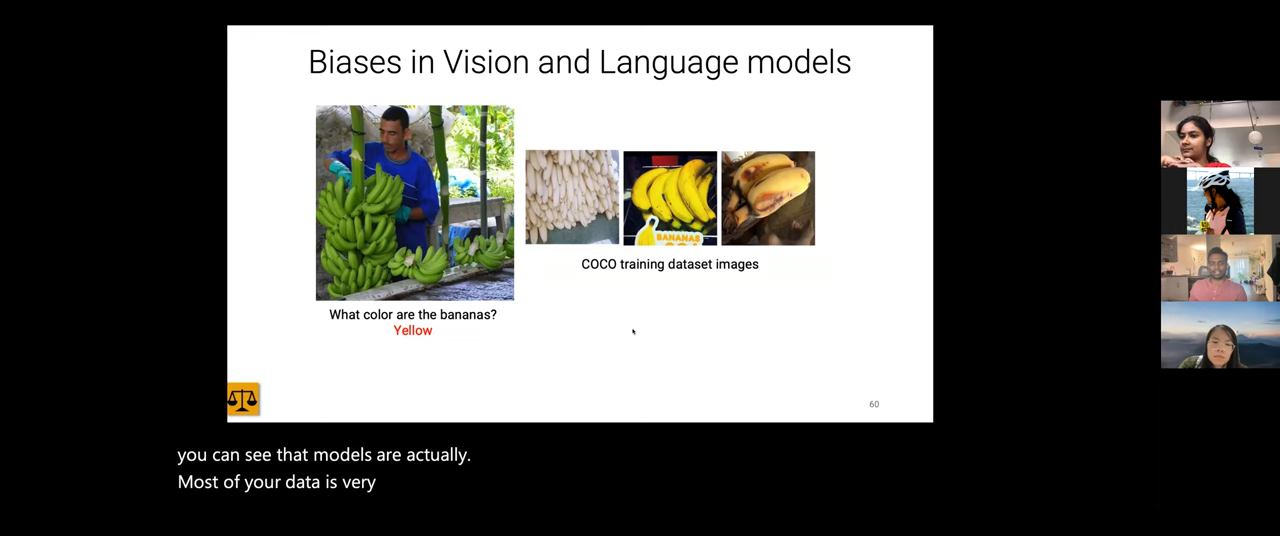 Biases in Vision and Language models
BANANAS
COCO training dataset images
What color are the bananas?
Yellow
60
you can see that models are actually.
Most of your data is very